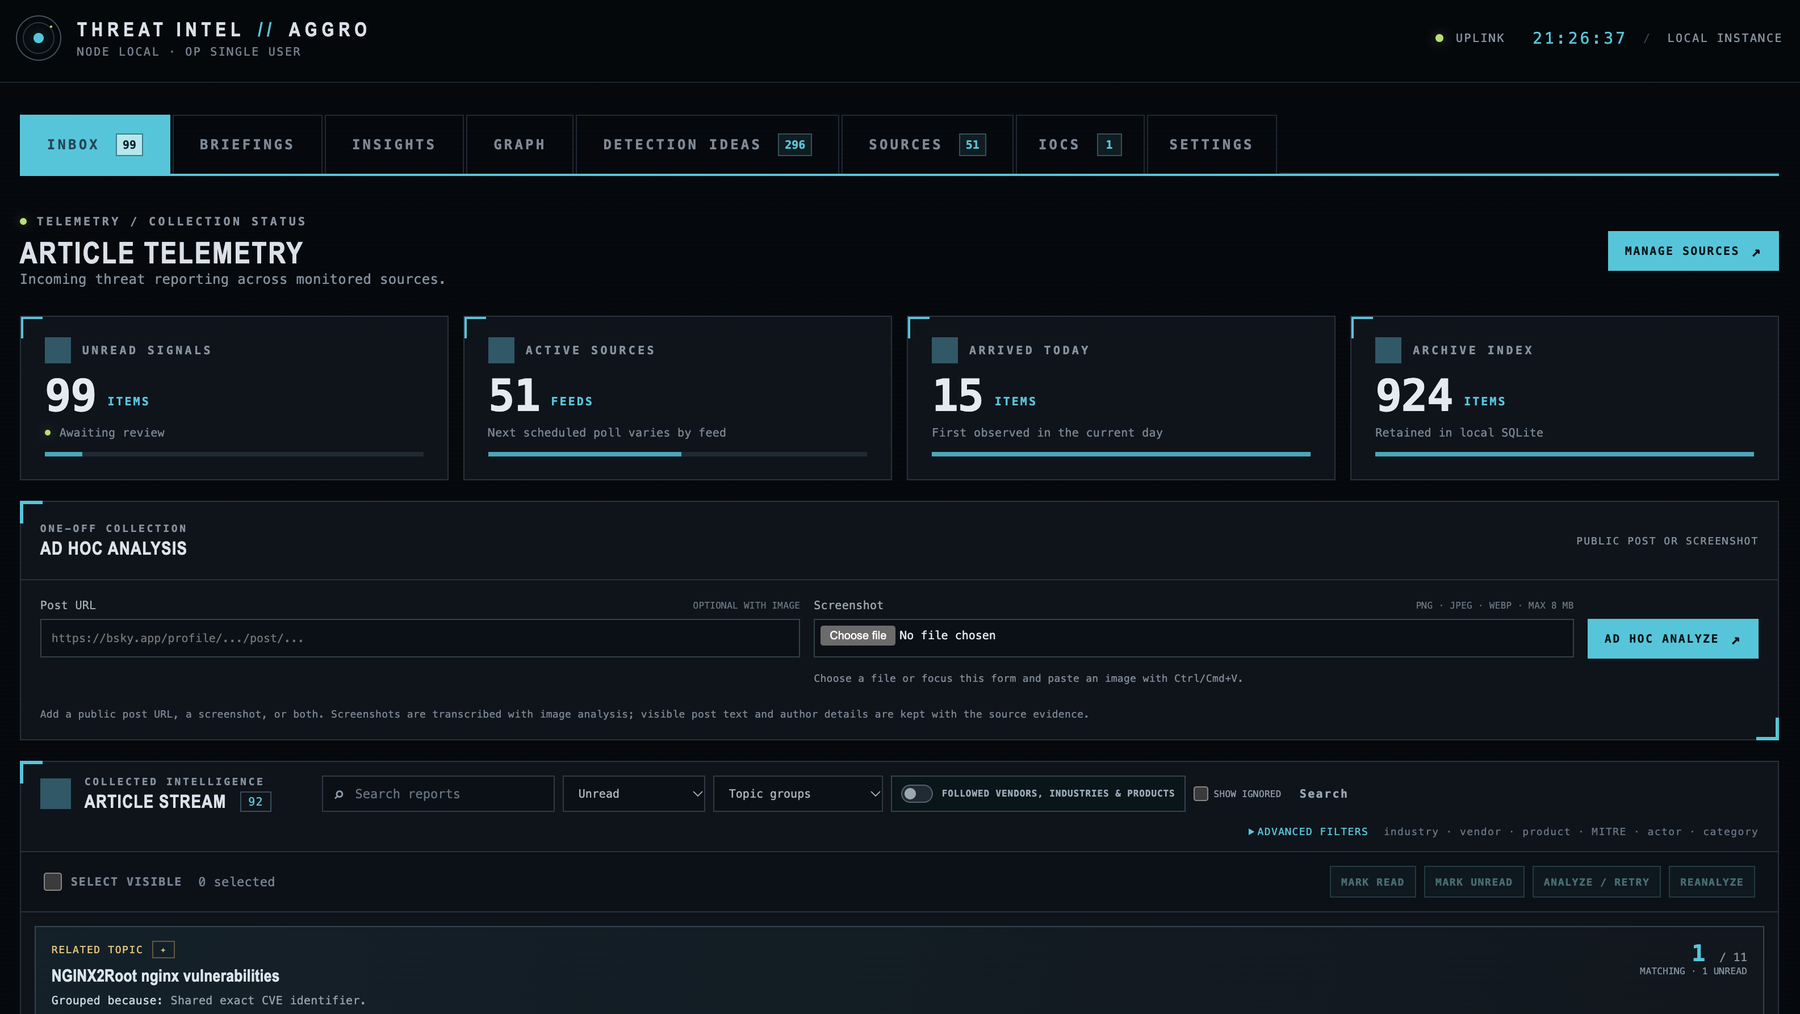 THREAT INTEL // AGGRO
NODE LOCAL · OP SINGLE USER
UPLINK 21:26:37 / LOCAL INSTANCE
INBOX 99
BRIEFINGS
INSIGHTS
GRAPH
DETECTION IDEAS 296
SOURCES 51
IOCS 1
SETTINGS
TELEMETRY / COLLECTION STATUS
ARTICLE TELEMETRY
Incoming threat reporting across monitored sources.
MANAGE SOURCES ↗
UNREAD SIGNALS
99 ITEMS
Awaiting review
ACTIVE SOURCES
51 FEEDS
Next scheduled poll varies by feed
ARRIVED TODAY
15 ITEMS
First observed in the current day
ARCHIVE INDEX
924 ITEMS
Retained in local SQLite
ONE-OFF COLLECTION
AD HOC ANALYSIS
PUBLIC POST OR SCREENSHOT
Post URL OPTIONAL WITH IMAGE
https://bsky.app/profile/.../post/...
Screenshot PNG · JPEG · WEBP · MAX 8 MB
Choose file No file chosen
AD HOC ANALYZE ↗
Choose a file or focus this form and paste an image with Ctrl/Cmd+V.
Add a public post URL, a screenshot, or both. Screenshots are transcribed with image analysis; visible post text and author details are kept with the source evidence.
COLLECTED INTELLIGENCE
ARTICLE STREAM 92
Search reports
Unread
Topic groups
FOLLOWED VENDORS, INDUSTRIES & PRODUCTS
SHOW IGNORED
Search
▶ADVANCED FILTERS industry · vendor · product · MITRE · actor · category
SELECT VISIBLE 0 selected
MARK READ
MARK UNREAD
ANALYZE / RETRY
REANALYZE
RELATED TOPIC +
NGINX2Root nginx vulnerabilities
Grouped because: Shared exact CVE identifier.
1 / 11
MATCHING · 1 UNREAD